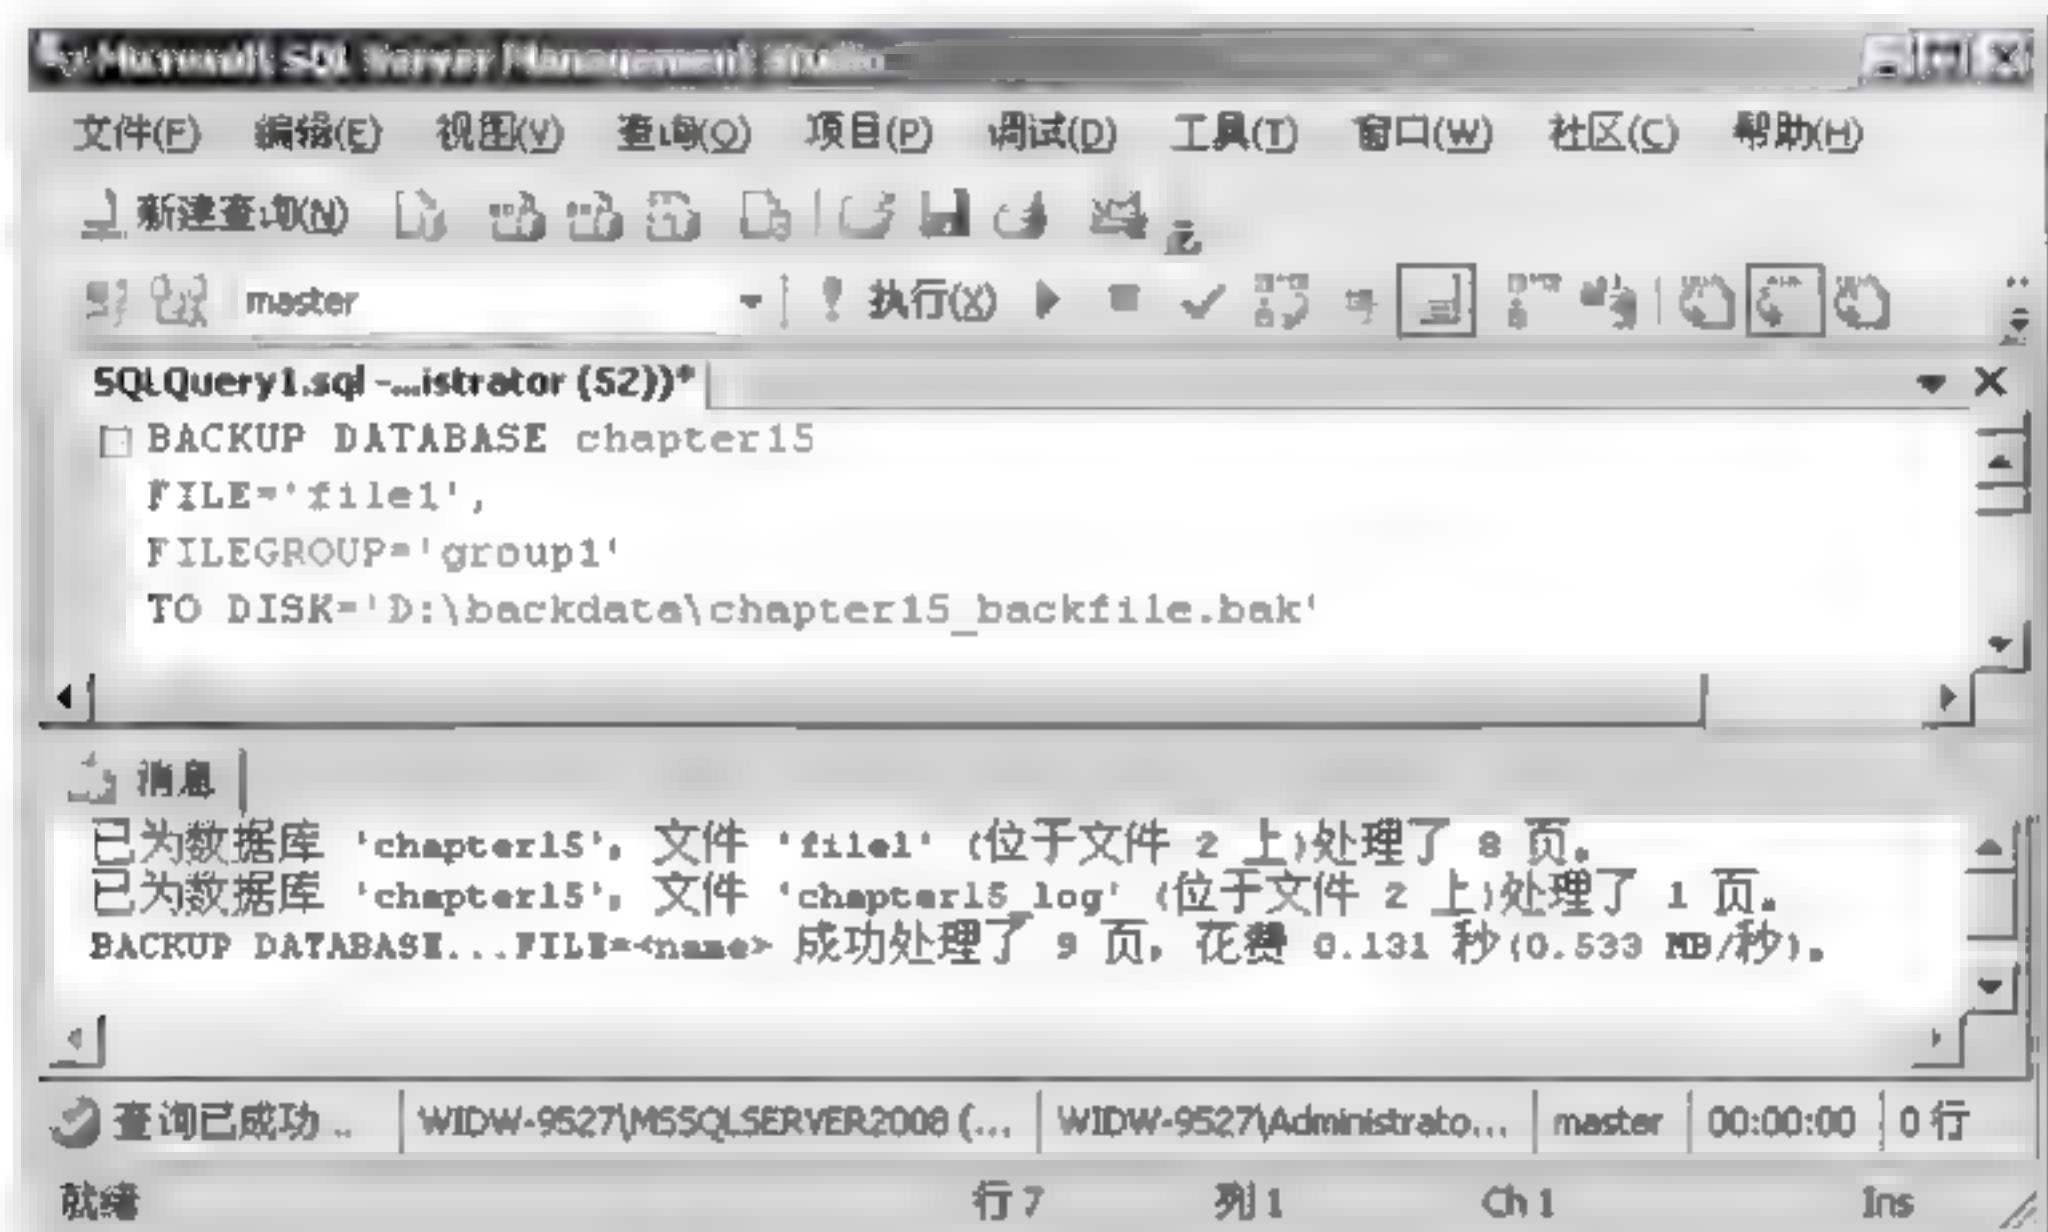 Microsoft SQL Server Management Studio
文件(F) 编辑(E) 视图(V) 查询(Q) 项目(P) 调试(D) 工具(T) 窗口(W) 社区(C) 帮助(H)
新建查询(N)
master 执行(X)
SQLQuery1.sql -...istrator (52))*
BACKUP DATABASE chapter15
FILE='file1',
FILEGROUP='group1'
TO DISK='D:\backdata\chapter15_backfile.bak'
消息
已为数据库 'chapter15'，文件 'file1' (位于文件 2 上)处理了 8 页。
已为数据库 'chapter15'，文件 'chapter15_log' (位于文件 2 上)处理了 1 页。
BACKUP DATABASE...FILE=<name> 成功处理了 9 页，花费 0.131 秒(0.533 MB/秒)。
查询已成功... WIDW-9527\MSSQLSERVER2008 (... WIDW-9527\Administrato... master 00:00:00 0 行
就绪 行 7 列 1 Ch 1 Ins